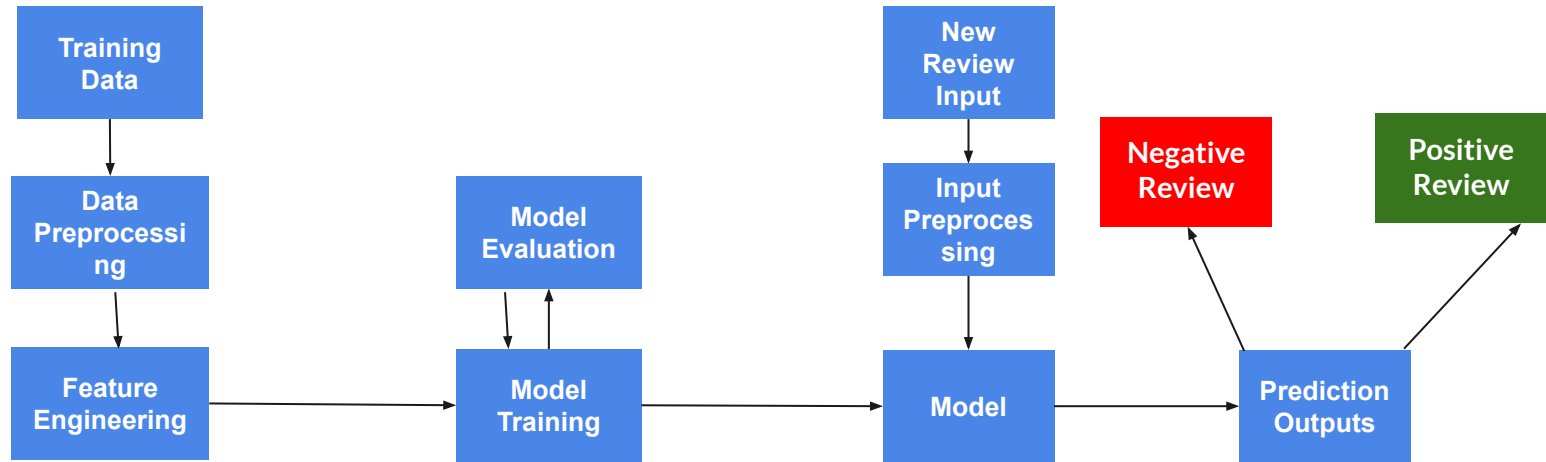 Training
Data
Data
Preprocessi
ng
Feature
Engineering
Model
Evaluation
Model
Training
New
Review
Input
Input
Preproces
sing
Model
Negative
Review
Positive
Review
Prediction
Outputs